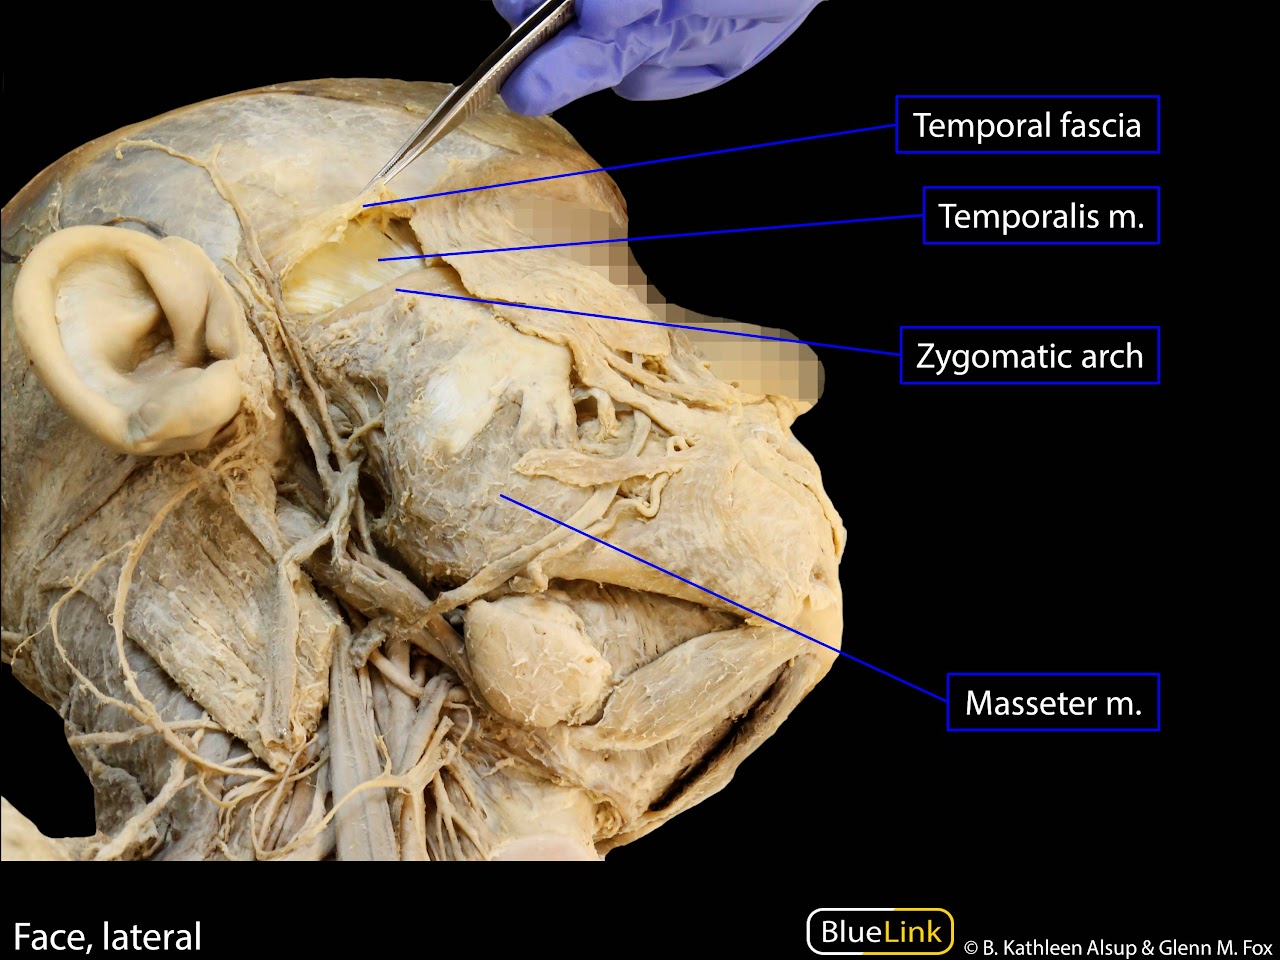 Temporal fascia
Temporalis m.
Zygomatic arch
Masseter m.
Face, lateral
BlueLink
© B. Kathleen Alsup & Glenn M. Fox